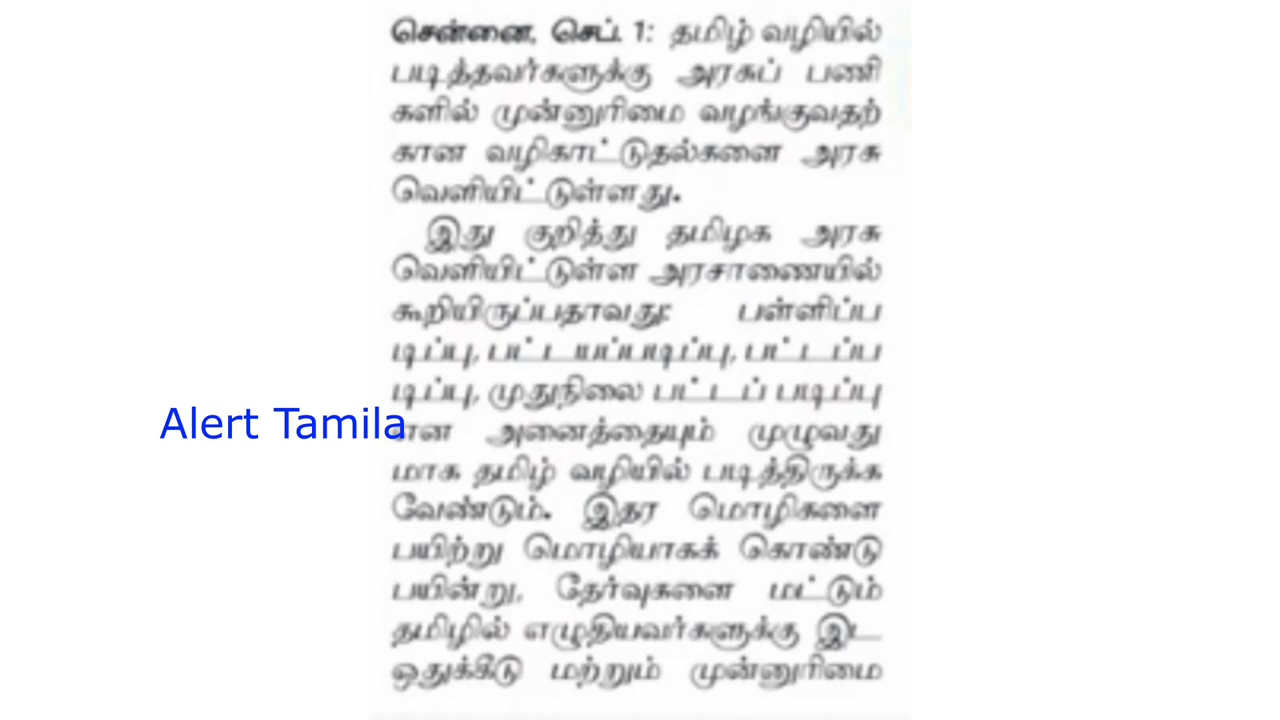 சென்னை, செப். 1: தமிழ் வழியில்
படித்தவர்களுக்கு அரசுப் பணி
களில் முன்னுரிமை வழங்குவதற்
கான வழிகாட்டுதல்களை அரசு
வெளியிட்டுள்ளது.
இது குறித்து தமிழக அரசு
வெளியிட்டுள்ள அரசாணையில்
கூறியிருப்பதாவது: பள்ளிப்ப
டிப்பு, பட்டயப்படிப்பு, பட்டப்ப
டிப்பு, முதுநிலை பட்டப் படிப்பு
Alert Tamila
என அனைத்தையும் முழுவது
மாக தமிழ் வழியில் படித்திருக்க
வேண்டும். இதர மொழிகளை
பயிற்று மொழியாகக் கொண்டு
பயின்று, தேர்வுகளை மட்டும்
தமிழில் எழுதியவர்களுக்கு இட
ஒதுக்கீடு மற்றும் முன்னுரிமை